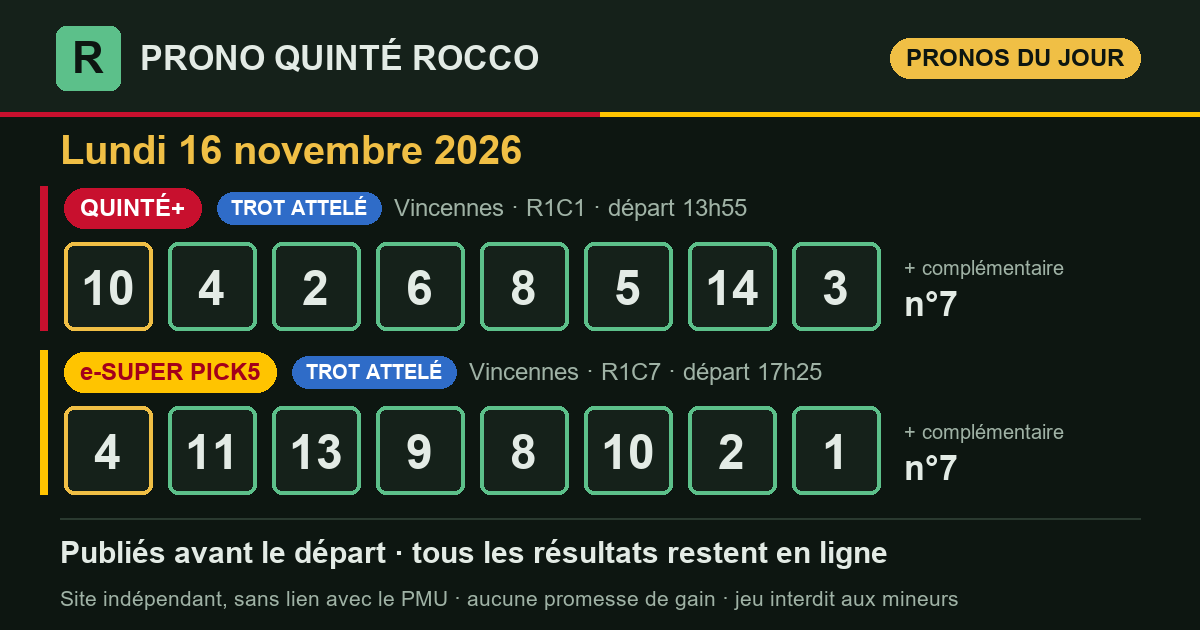 R PRONO QUINTÉ ROCCO PRONOS DU JOUR
Lundi 16 novembre 2026
QUINTÉ+ TROT ATTELÉ Vincennes · R1C1 · départ 13h55
10 4 2 6 8 5 14 3 + complémentaire
n°7
e-SUPER PICK5 TROT ATTELÉ Vincennes · R1C7 · départ 17h25
4 11 13 9 8 10 2 1 + complémentaire
n°7
Publiés avant le départ · tous les résultats restent en ligne
Site indépendant, sans lien avec le PMU · aucune promesse de gain · jeu interdit aux mineurs